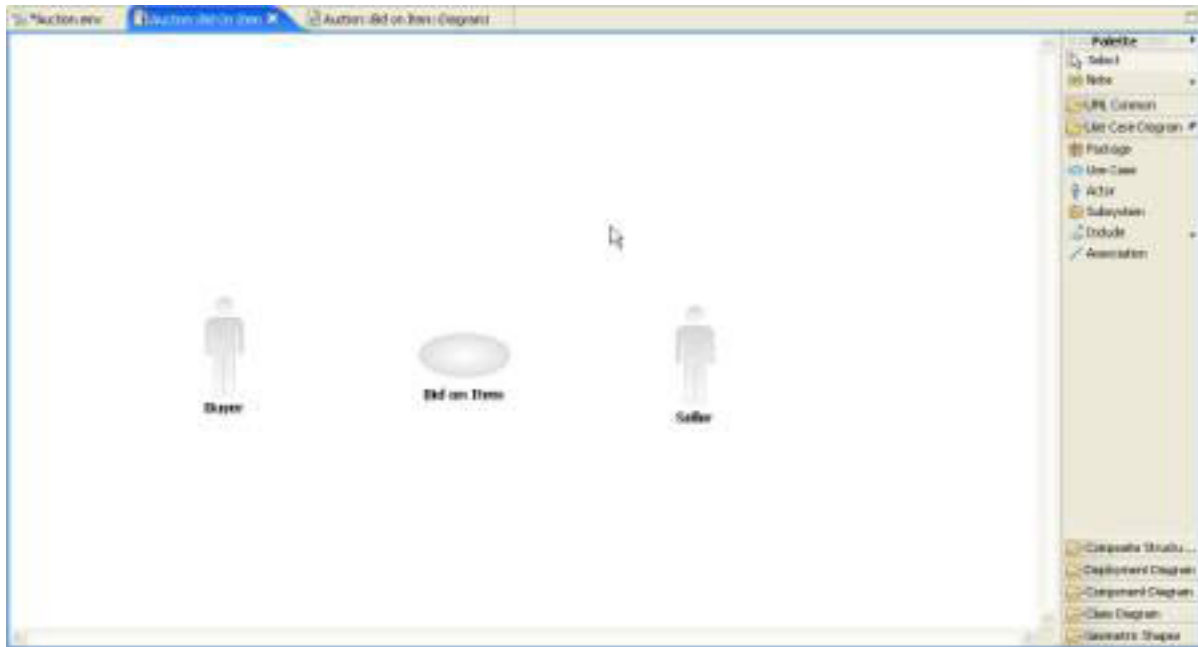 *Auction.emx
Auction::Bid On Item
Auction::Bid on Item::Diagram1
Palette
Select
Note
UML Common
Use Case Diagram
Package
Use Case
Actor
Subsystem
Include
Association
Buyer
Bid on Item
Seller
Composite Structu...
Deployment Diagram
Component Diagram
Class Diagram
Geometric Shapes